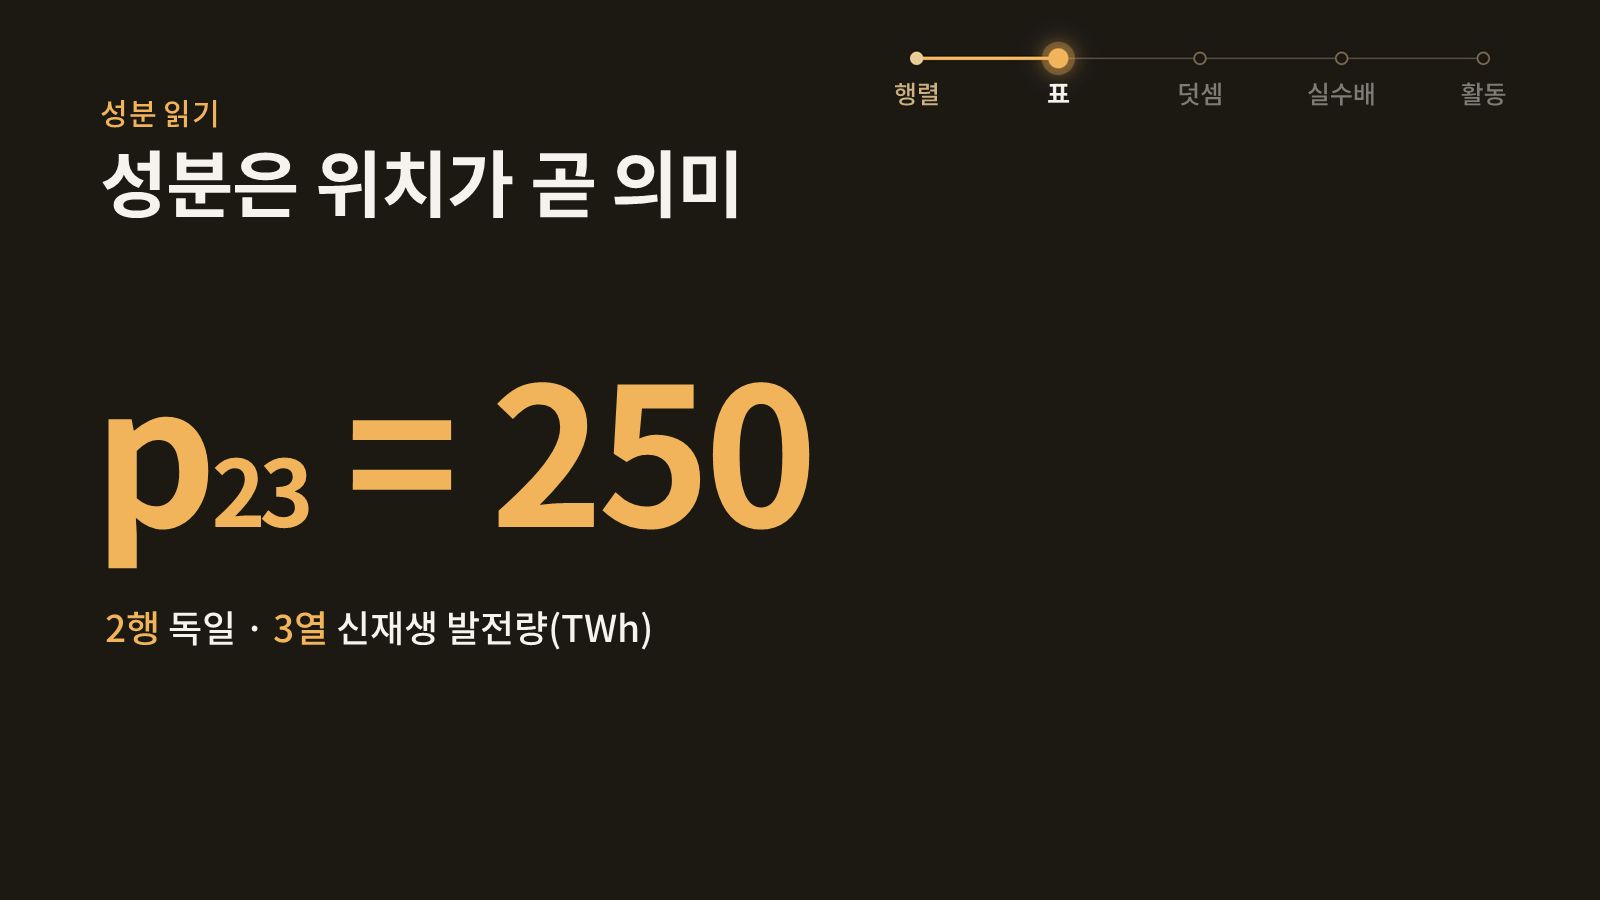 행렬 표 덧셈 실수배 활동
성분 읽기
성분은 위치가 곧 의미
p23 = 250
2행 독일 · 3열 신재생 발전량(TWh)